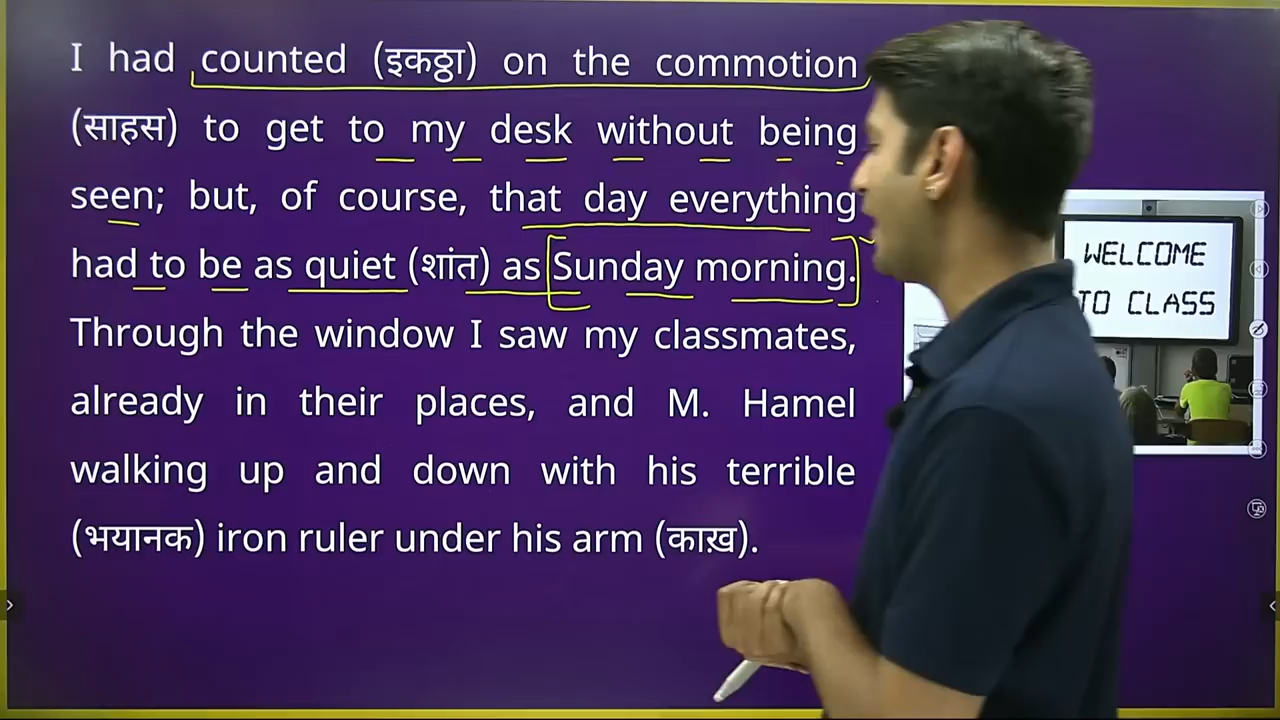 I had counted (इकठ्ठा) on the commotion
(साहस) to get to my desk without being
seen; but, of course, that day everything
had to be as quiet (शांत) as Sunday morning.
Through the window I saw my classmates,
already in their places, and M. Hamel
walking up and down with his terrible
(भयानक) iron ruler under his arm (काख़).
WELCOME
TO CLASS